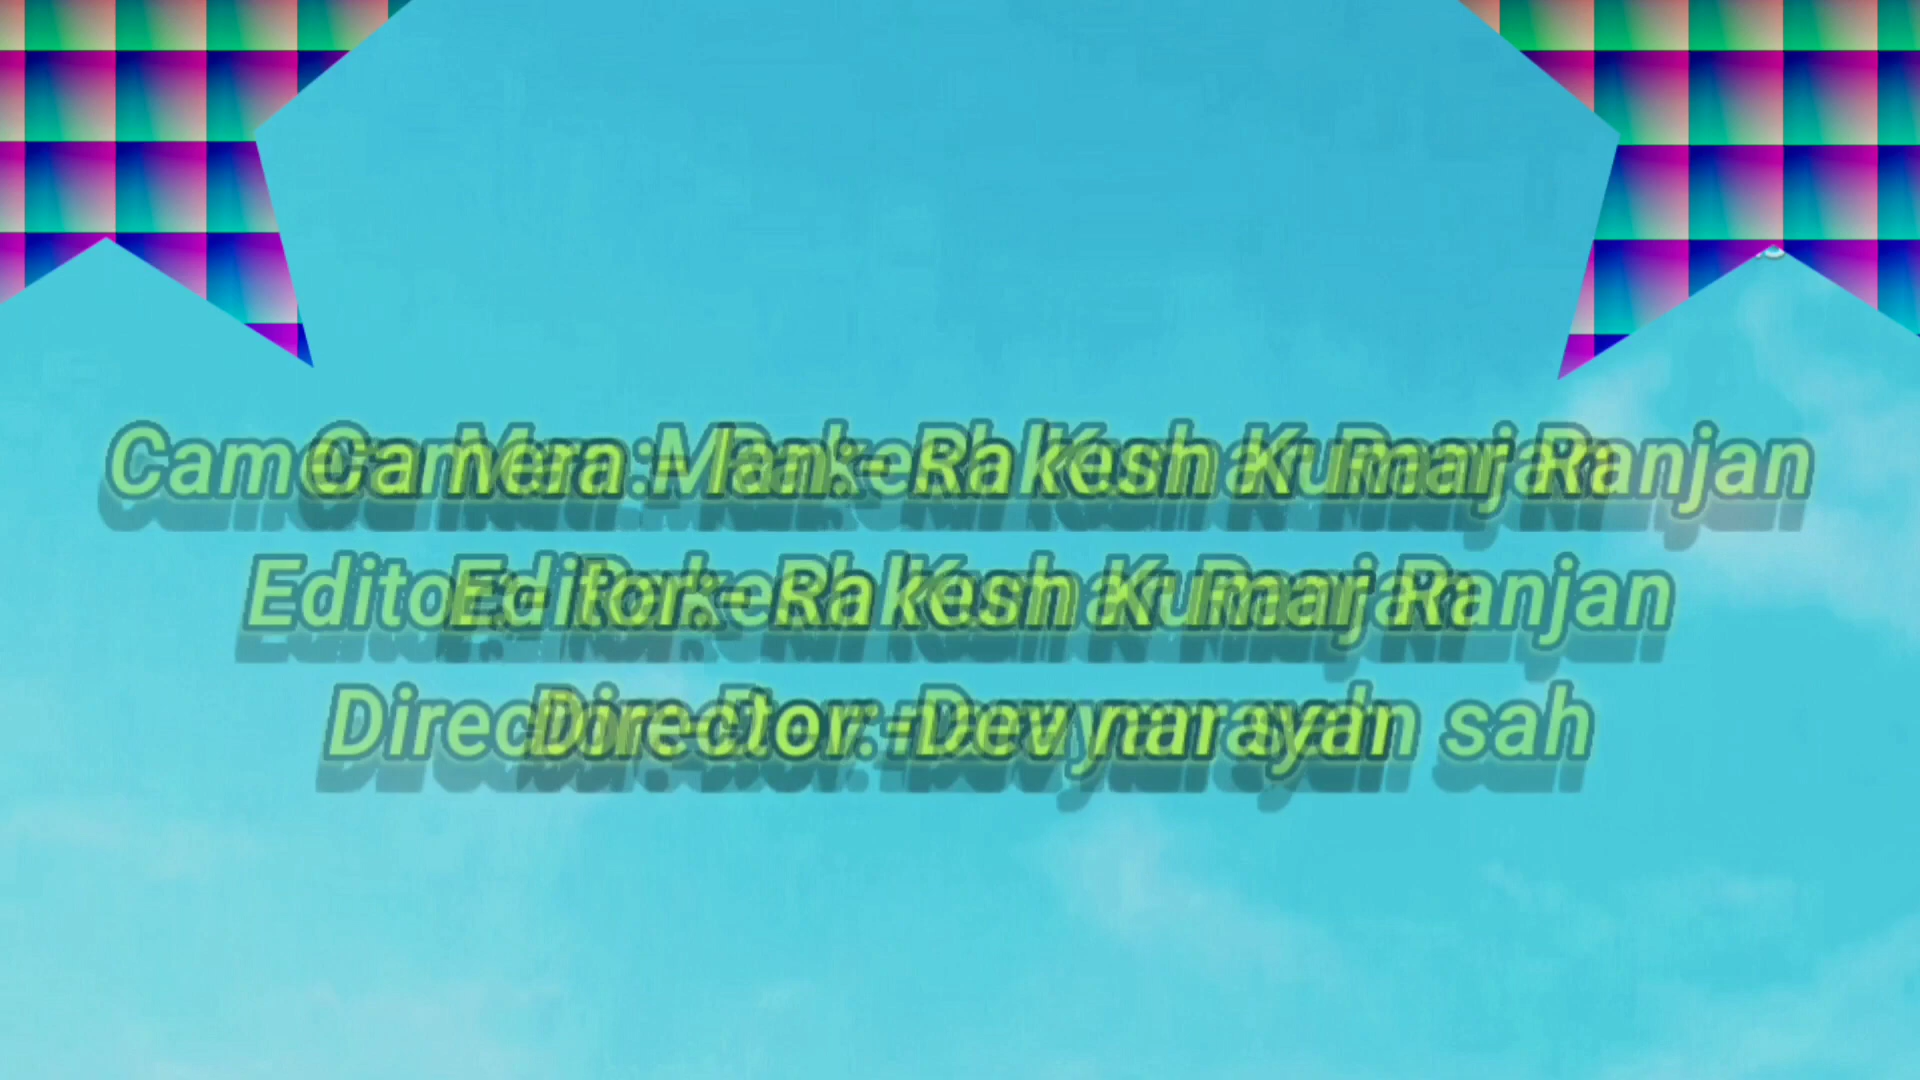 Camera Man :- Rakesh Kumar Ranjan
Editor :- Rakesh Kumar Ranjan
Director :- Devnarayan sah